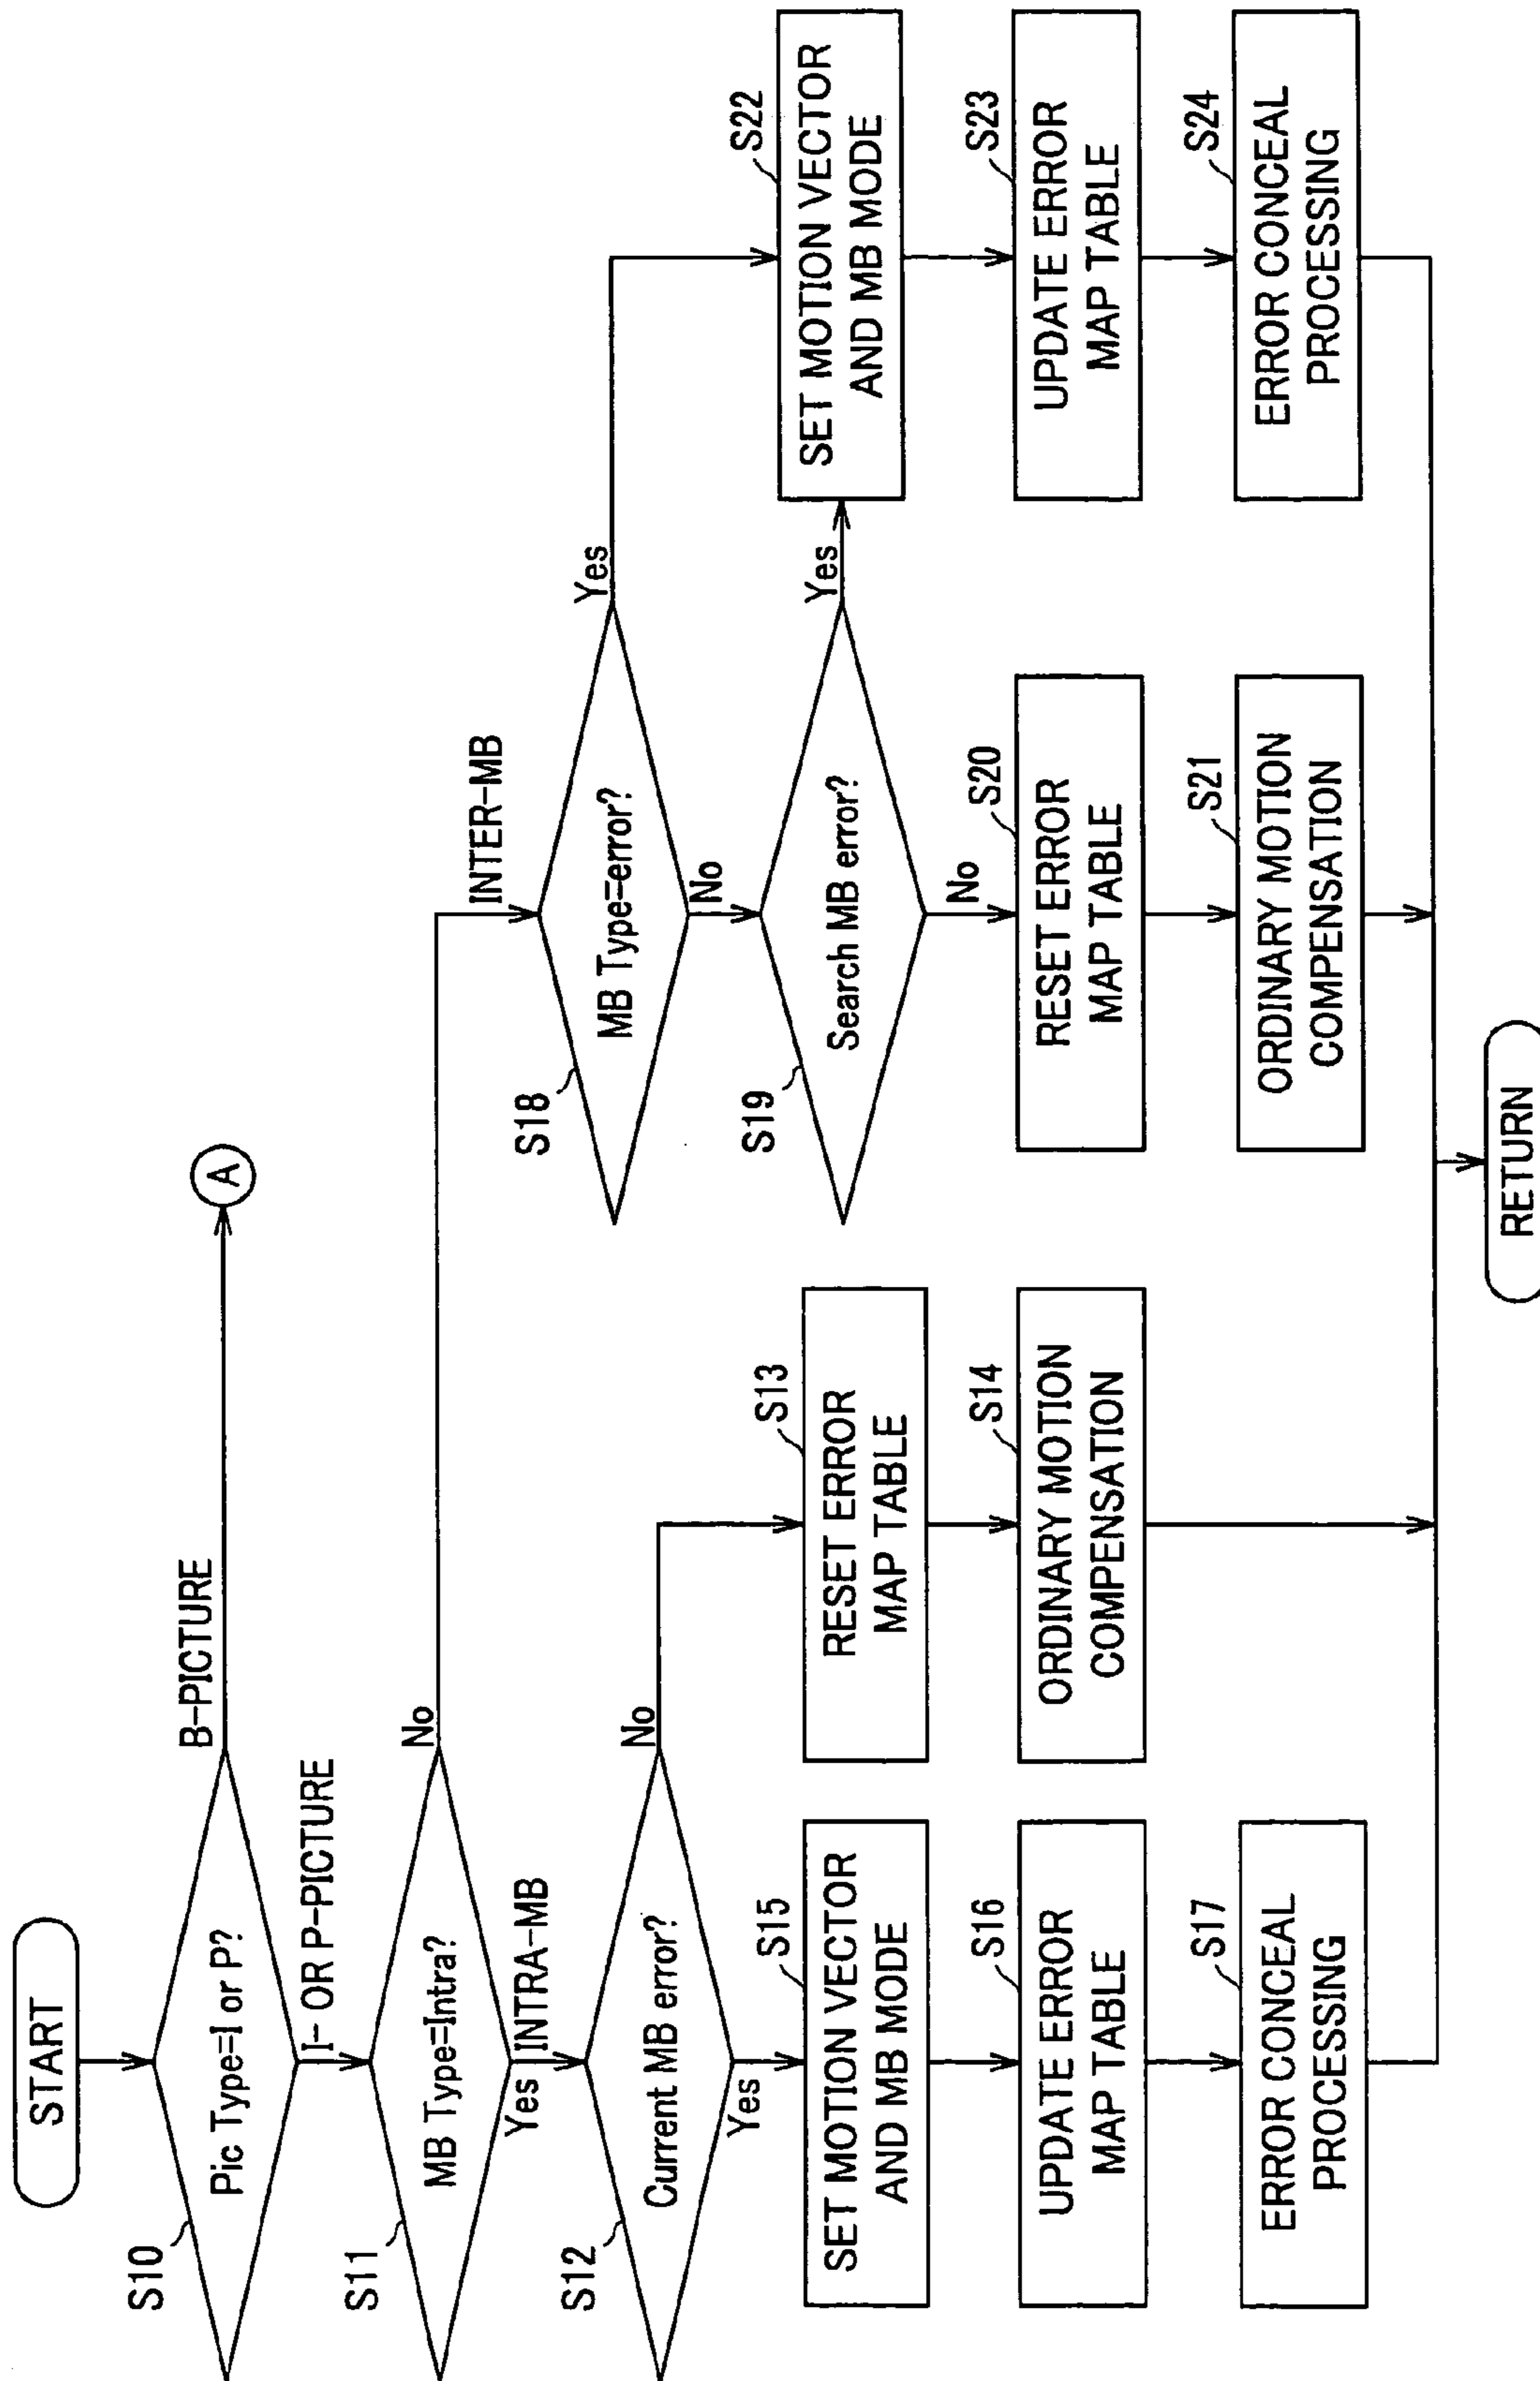 START
S10
Pic Type=I or P?
B-PICTURE
A
I- OR P-PICTURE
S11
MB Type=Intra?
No
Yes
INTRA-MB
S12
Current MB error?
No
Yes
S13
RESET ERROR
MAP TABLE
S14
ORDINARY MOTION
COMPENSATION
S15
SET MOTION VECTOR
AND MB MODE
S16
UPDATE ERROR
MAP TABLE
S17
ERROR CONCEAL
PROCESSING
INTER-MB
S18
MB Type=error?
Yes
No
S19
Search MB error?
Yes
No
S20
RESET ERROR
MAP TABLE
S21
ORDINARY MOTION
COMPENSATION
S22
SET MOTION VECTOR
AND MB MODE
S23
UPDATE ERROR
MAP TABLE
S24
ERROR CONCEAL
PROCESSING
RETURN